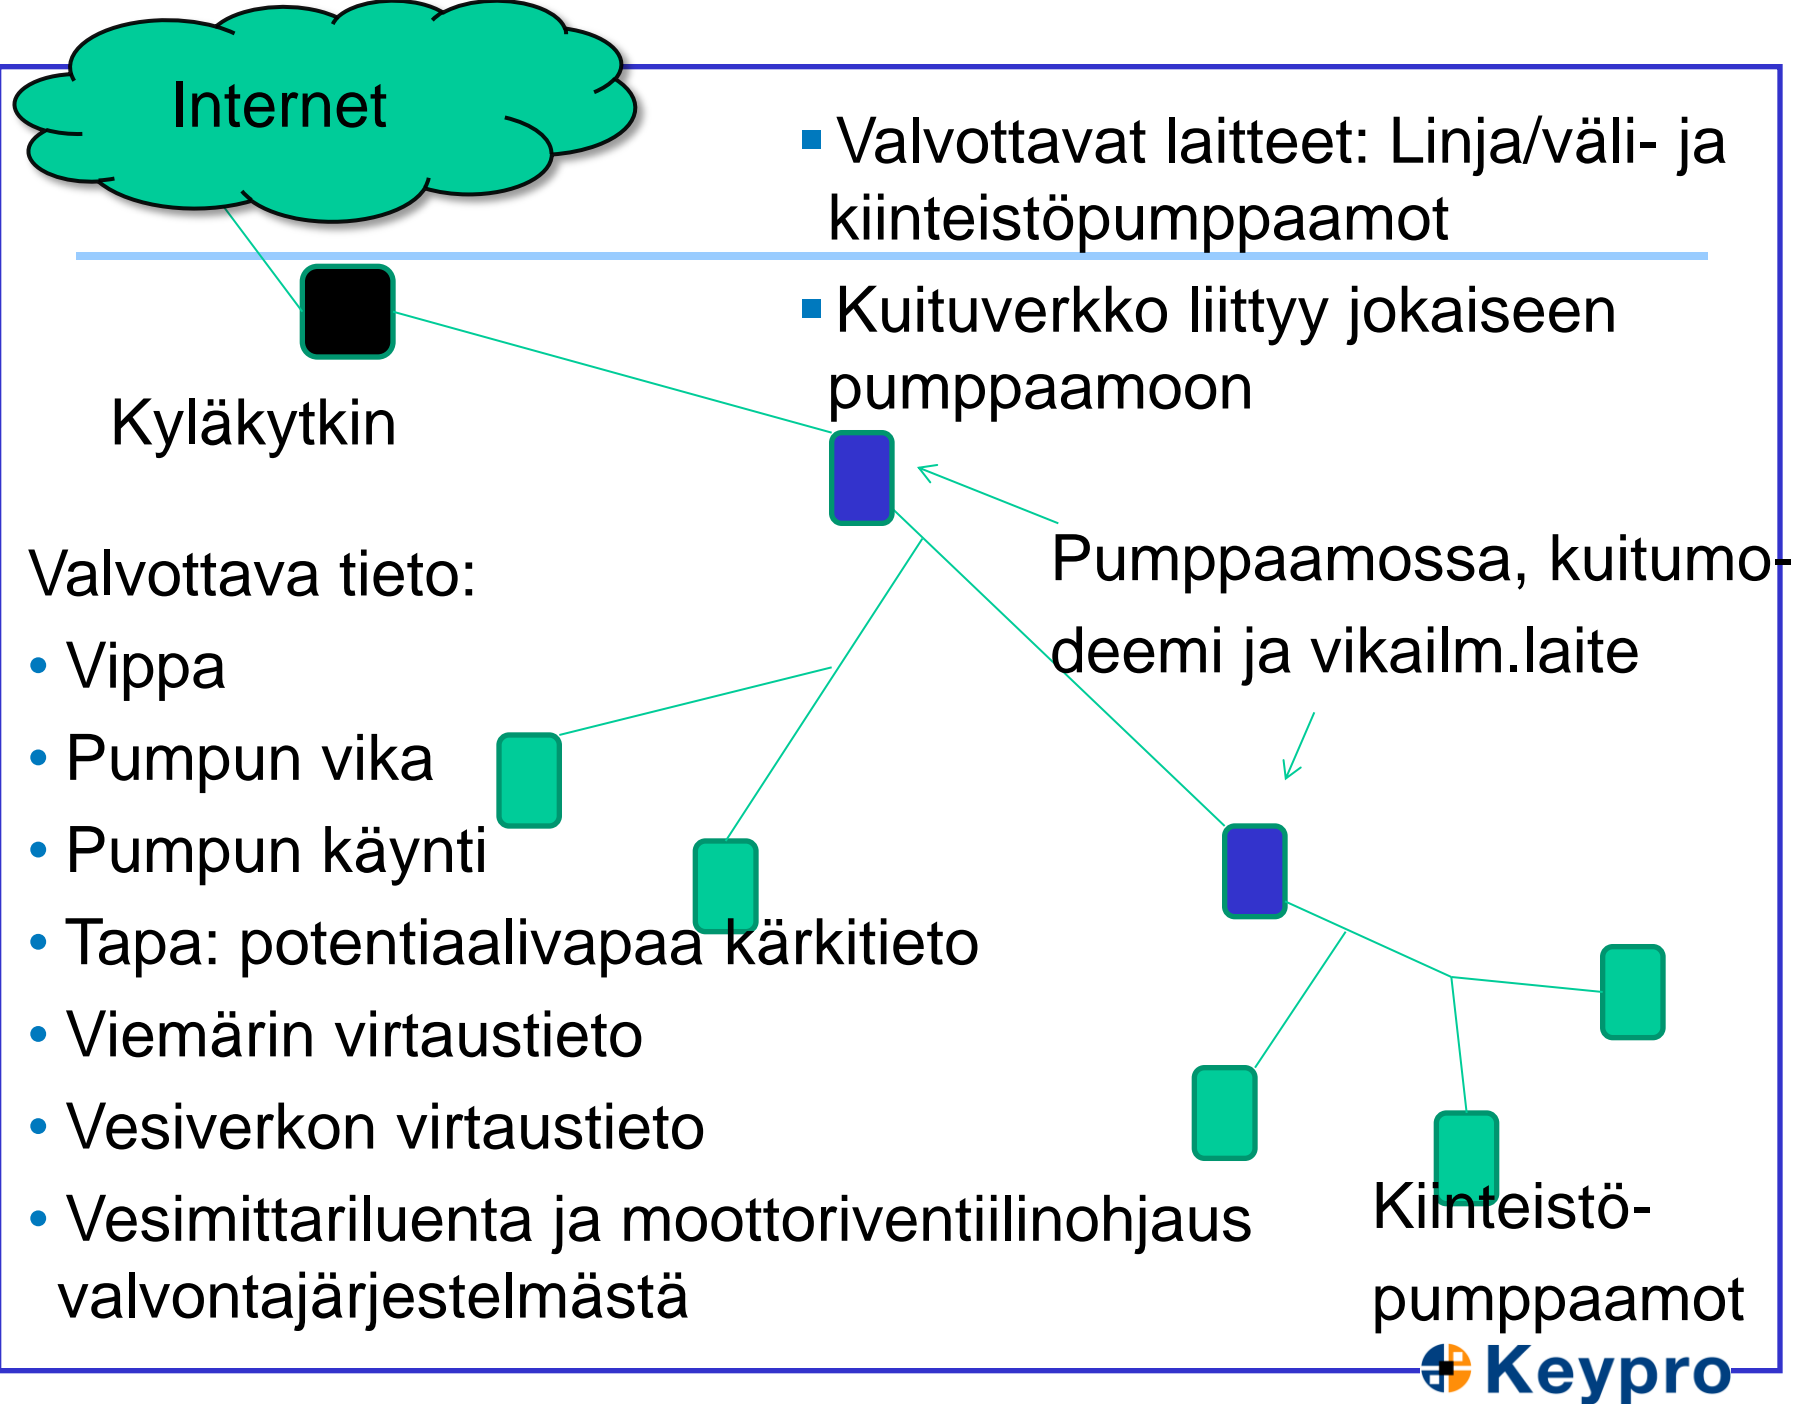 Internet
▪ Valvottavat laitteet: Linja/väli- ja
kiinteistöpumppaamot
▪ Kuituverkko liittyy jokaiseen
pumppaamoon
Kyläkytkin
Pumppaamossa, kuitumo-
deemi ja vikailm.laite
Valvottava tieto:
• Vippa
• Pumpun vika
• Pumpun käynti
• Tapa: potentiaalivapaa kärkitieto
• Viemärin virtaustieto
• Vesiverkon virtaustieto
• Vesimittariluenta ja moottoriventiilinohjaus
valvontajärjestelmästä
Kiinteistö-
pumppaamot
Keypro